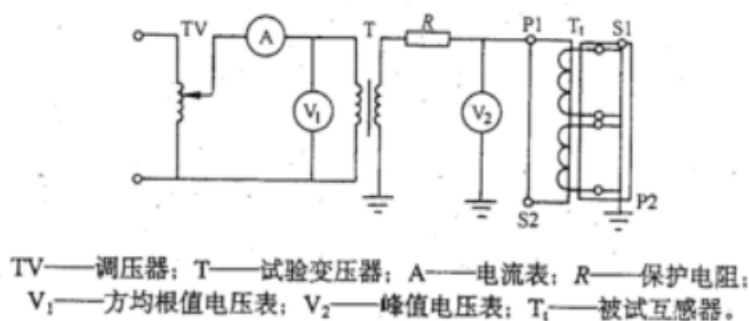 TV
A
T
R
P1
Tt
S1
V1
V2
S2
P2
TV——调压器；T——试验变压器；A——电流表；R——保护电阻；
V1——方均根值电压表；V2——峰值电压表；Tt——被试互感器。